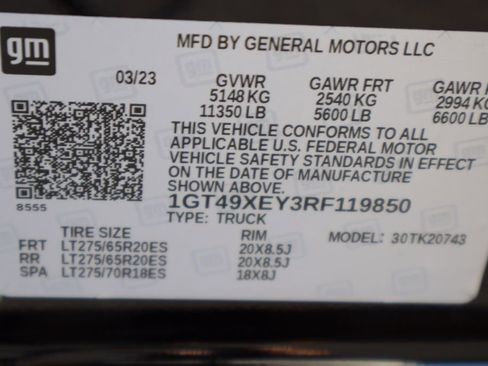 gm
MFD BY GENERAL MOTORS LLC
03/23 GVWR GAWR FRT GAWR
5148 KG 2540 KG 2994 KG
11350 LB 5600 LB 6600 LB
THIS VEHICLE CONFORMS TO ALL
APPLICABLE U.S. FEDERAL MOTOR
VEHICLE SAFETY STANDARDS IN EFFECT
ON THE DATE OF MANUFACTURE
SHOWN ABOVE.
8555
1GT49XEY3RF119850
TYPE: TRUCK
TIRE SIZE RIM MODEL: 30TK20743
FRT LT275/65R20ES 20X8.5J
RR LT275/65R20ES 20X8.5J
SPA LT275/70R18ES 18X8J